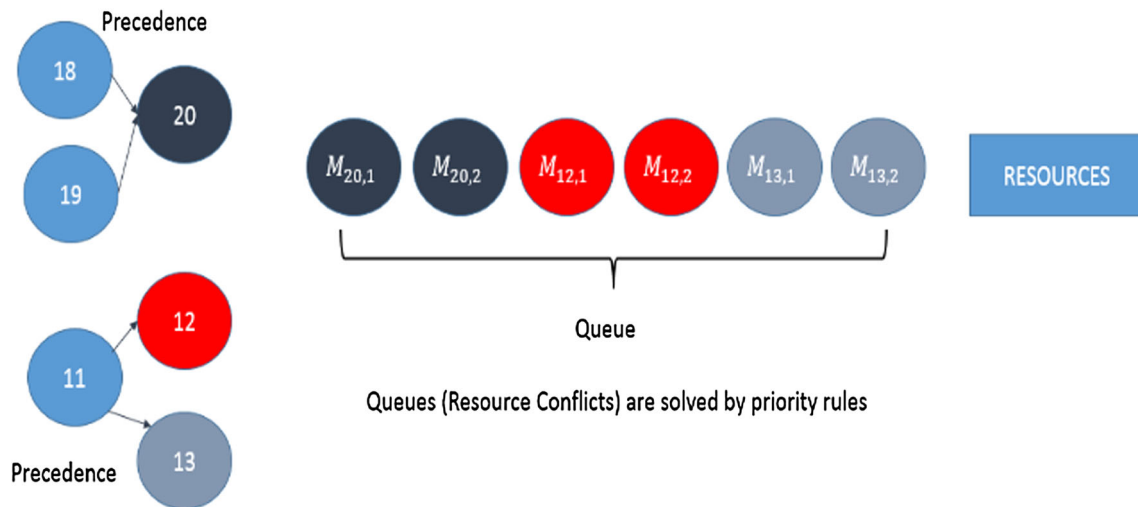 Precedence
18
20
19
M20,1 M20,2 M12,1 M12,2 M13,1 M13,2
RESOURCES
Queue
Queues (Resource Conflicts) are solved by priority rules
12
11
13
Precedence